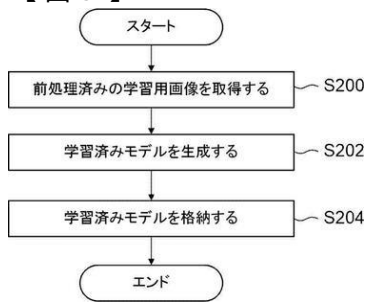 スタート
前処理済みの学習用画像を取得する
S200
学習済みモデルを生成する
S202
学習済みモデルを格納する
S204
エンド